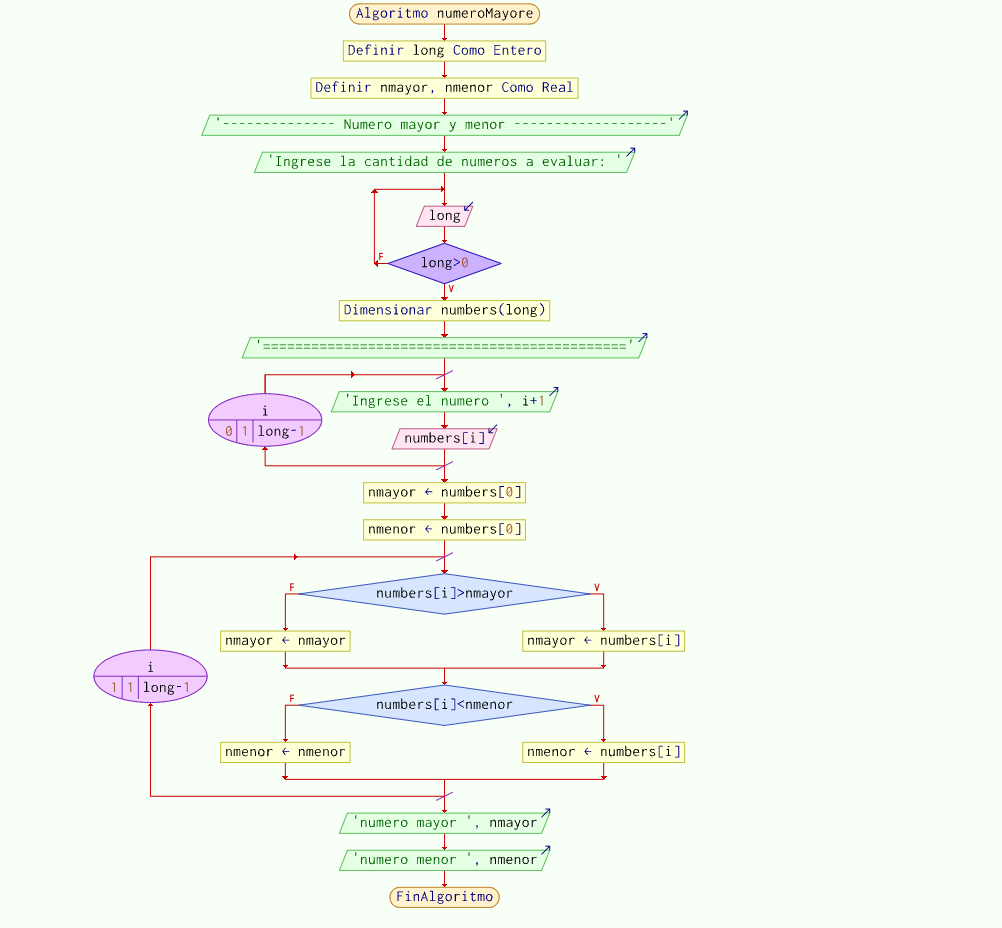 Algoritmo numeroMayore
Definir long Como Entero
Definir nmayor, nmenor Como Real
'-------------- Numero mayor y menor -------------------'
'Ingrese la cantidad de numeros a evaluar: '
long
F
long>0
V
Dimensionar numbers(long)
'============================================='
'Ingrese el numero ', i+1
i
0 1 long-1
numbers[i]
nmayor ← numbers[0]
nmenor ← numbers[0]
F
V
numbers[i]>nmayor
nmayor ← nmayor
nmayor ← numbers[i]
i
1 1 long-1
F
V
numbers[i]<nmenor
nmenor ← nmenor
nmenor ← numbers[i]
'numero mayor ', nmayor
'numero menor ', nmenor
FinAlgoritmo